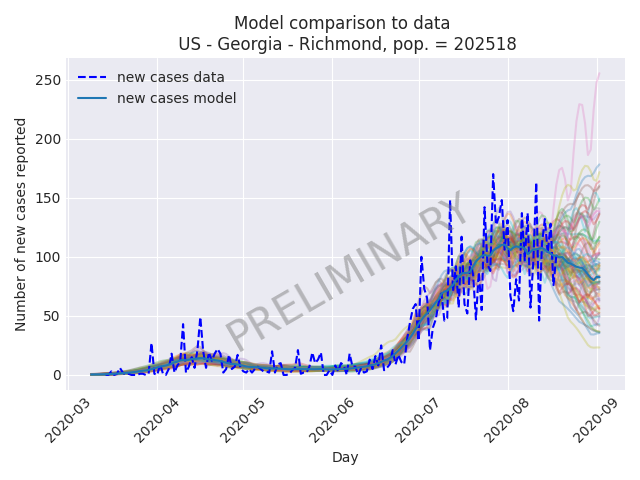 Model comparison to data
US - Georgia - Richmond, pop. = 202518
new cases data
new cases model
250
200
150
100
50
0
Number of new cases reported
PRELIMINARY
2020-03
2020-04
2020-05
2020-06
2020-07
2020-08
2020-09
Day